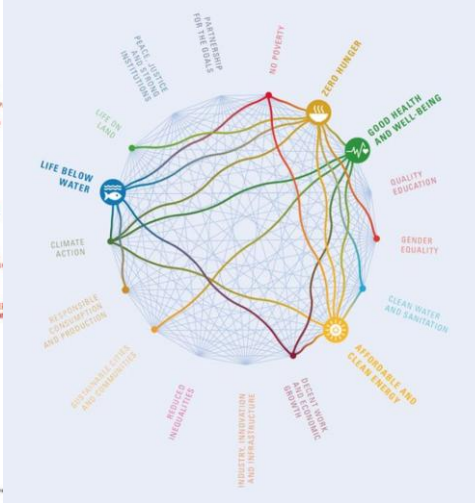 NO POVERTY
ZERO HUNGER
GOOD HEALTH
AND WELL-BEING
QUALITY
EDUCATION
GENDER
EQUALITY
CLEAN WATER
AND SANITATION
AFFORDABLE AND
CLEAN ENERGY
DECENT WORK
AND ECONOMIC
GROWTH
INDUSTRY, INNOVATION
AND INFRASTRUCTURE
REDUCED
INEQUALITIES
SUSTAINABLE CITIES
AND COMMUNITIES
RESPONSIBLE
CONSUMPTION
AND PRODUCTION
CLIMATE
ACTION
LIFE BELOW
WATER
LIFE ON
LAND
PEACE, JUSTICE
AND STRONG
INSTITUTIONS
PARTNERSHIP
FOR THE GOALS